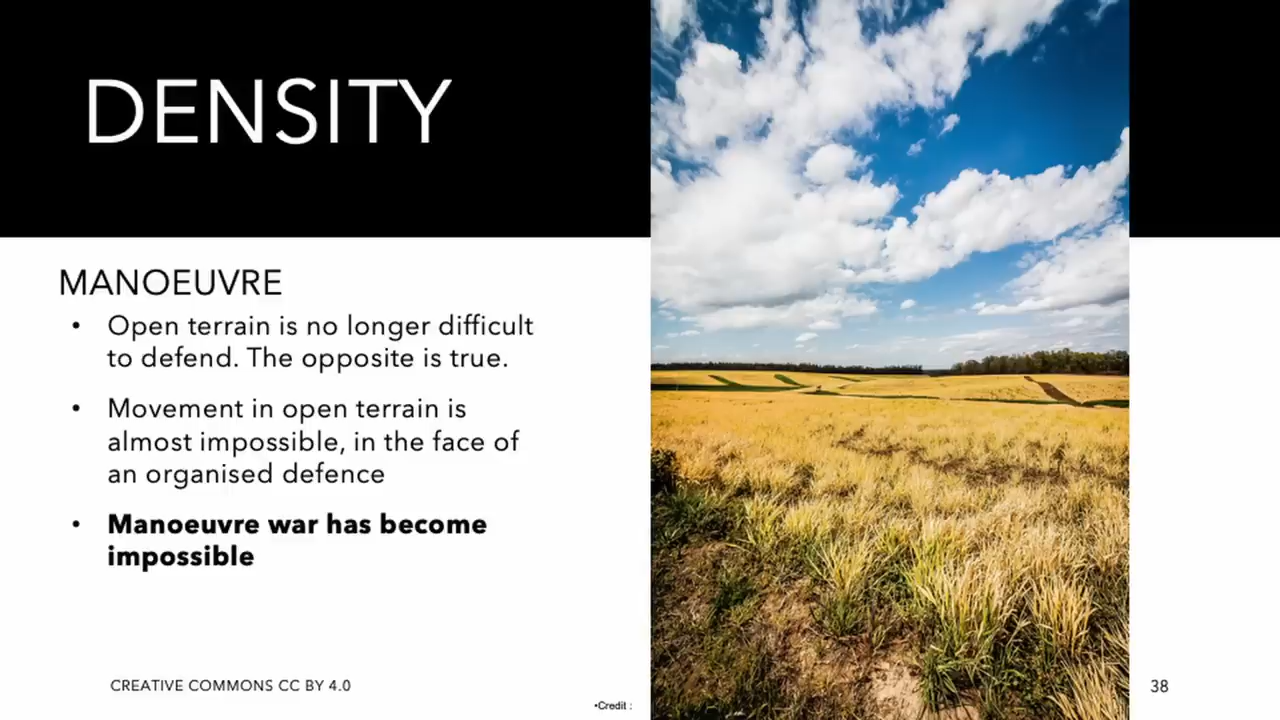 DENSITY
MANOEUVRE
• Open terrain is no longer difficult
to defend. The opposite is true.
• Movement in open terrain is
almost impossible, in the face of
an organised defence
• Manoeuvre war has become
impossible
CREATIVE COMMONS CC BY 4.0
•Credit :
38